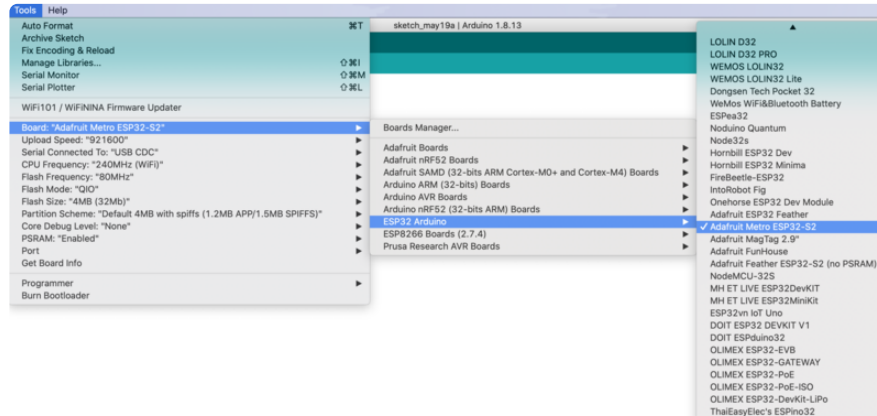 Tools Help
sketch_may19a | Arduino 1.8.13
Auto Format ⌘T
Archive Sketch
Fix Encoding & Reload
Manage Libraries... ⇧⌘I
Serial Monitor ⇧⌘M
Serial Plotter ⇧⌘L
WiFi101 / WiFiNINA Firmware Updater
Board: "Adafruit Metro ESP32-S2"
Upload Speed: "921600"
Serial Connected To: "USB CDC"
CPU Frequency: "240MHz (WiFi)"
Flash Frequency: "80MHz"
Flash Mode: "QIO"
Flash Size: "4MB (32Mb)"
Partition Scheme: "Default 4MB with spiffs (1.2MB APP/1.5MB SPIFFS)"
Core Debug Level: "None"
PSRAM: "Enabled"
Port
Get Board Info
Programmer
Burn Bootloader
Boards Manager...
Adafruit Boards
Adafruit nRF52 Boards
Adafruit SAMD (32-bits ARM Cortex-M0+ and Cortex-M4) Boards
Arduino ARM (32-bits) Boards
Arduino AVR Boards
Arduino nRF52 (32-bits ARM) Boards
ESP32 Arduino
ESP8266 Boards (2.7.4)
Prusa Research AVR Boards
LOLIN D32
LOLIN D32 PRO
WEMOS LOLIN32
WEMOS LOLIN32 Lite
Dongsen Tech Pocket 32
WeMos WiFi&Bluetooth Battery
ESPea32
Noduino Quantum
Node32s
Hornbill ESP32 Dev
Hornbill ESP32 Minima
FireBeetle-ESP32
IntoRobot Fig
Onehorse ESP32 Dev Module
Adafruit ESP32 Feather
✓ Adafruit Metro ESP32-S2
Adafruit MagTag 2.9"
Adafruit FunHouse
Adafruit Feather ESP32-S2 (no PSRAM)
NodeMCU-32S
MH ET LIVE ESP32DevKIT
MH ET LIVE ESP32MiniKit
ESP32vn IoT Uno
DOIT ESP32 DEVKIT V1
DOIT ESPduino32
OLIMEX ESP32-EVB
OLIMEX ESP32-GATEWAY
OLIMEX ESP32-PoE
OLIMEX ESP32-PoE-ISO
OLIMEX ESP32-DevKit-LiPo
ThaiEasyElec's ESPino32